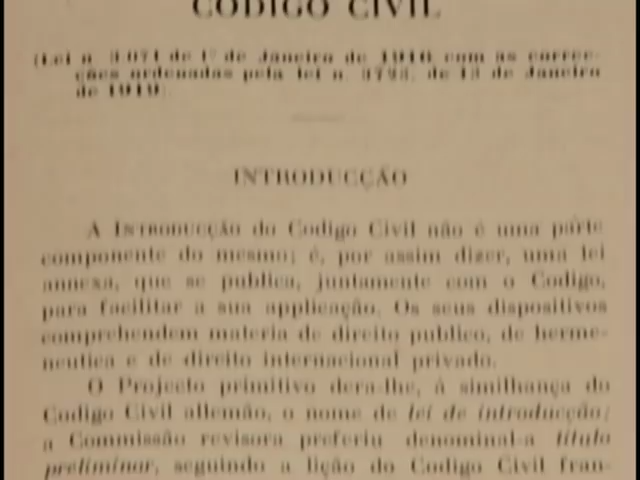 CODIGO CIVIL
(Lei n. 3.071 de 1º de Janeiro de 1916 com as correc-
ções ordenadas pela lei n. 3725, de 15 de Janeiro
de 1919)
INTRODUCÇÃO
A INTRODUCÇÃO do Codigo Civil não é uma parte
componente do mesmo; é, por assim dizer, uma lei
annexa, que se publica, juntamente com o Codigo,
para facilitar a sua applicação. Os seus dispositivos
comprehendem materia de direito publico, de herme-
neutica e de direito internacional privado.
O Projecto primitivo dera-lhe, á similhança do
Codigo Civil allemão, o nome de lei de introducção;
a Commissão revisora preferiu denominal-a titulo
preliminar, seguindo a lição do Codigo Civil fran-